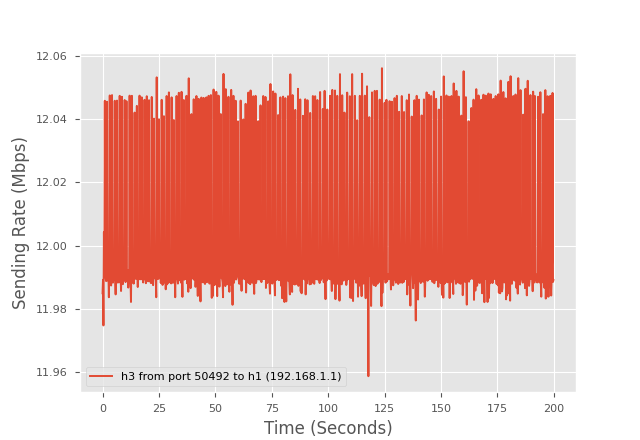 12.06
12.04
12.02
12.00
11.98
11.96
Sending Rate (Mbps)
h3 from port 50492 to h1 (192.168.1.1)
0 25 50 75 100 125 150 175 200
Time (Seconds)